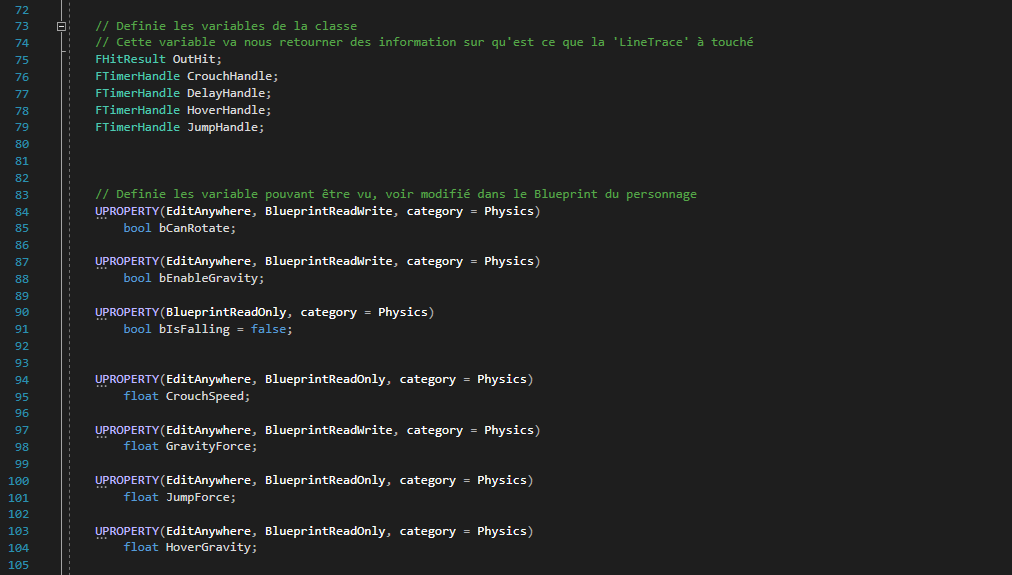 72
73 // Definie les variables de la classe
74 // Cette variable va nous retourner des information sur qu'est ce que la 'LineTrace' à touché
75 FHitResult OutHit;
76 FTimerHandle CrouchHandle;
77 FTimerHandle DelayHandle;
78 FTimerHandle HoverHandle;
79 FTimerHandle JumpHandle;
80
81
82
83 // Definie les variable pouvant être vu, voir modifié dans le Blueprint du personnage
84 UPROPERTY(EditAnywhere, BlueprintReadWrite, category = Physics)
85 bool bCanRotate;
86
87 UPROPERTY(EditAnywhere, BlueprintReadWrite, category = Physics)
88 bool bEnableGravity;
89
90 UPROPERTY(BlueprintReadOnly, category = Physics)
91 bool bIsFalling = false;
92
93
94 UPROPERTY(EditAnywhere, BlueprintReadOnly, category = Physics)
95 float CrouchSpeed;
96
97 UPROPERTY(EditAnywhere, BlueprintReadWrite, category = Physics)
98 float GravityForce;
99
100 UPROPERTY(EditAnywhere, BlueprintReadOnly, category = Physics)
101 float JumpForce;
102
103 UPROPERTY(EditAnywhere, BlueprintReadOnly, category = Physics)
104 float HoverGravity;
105